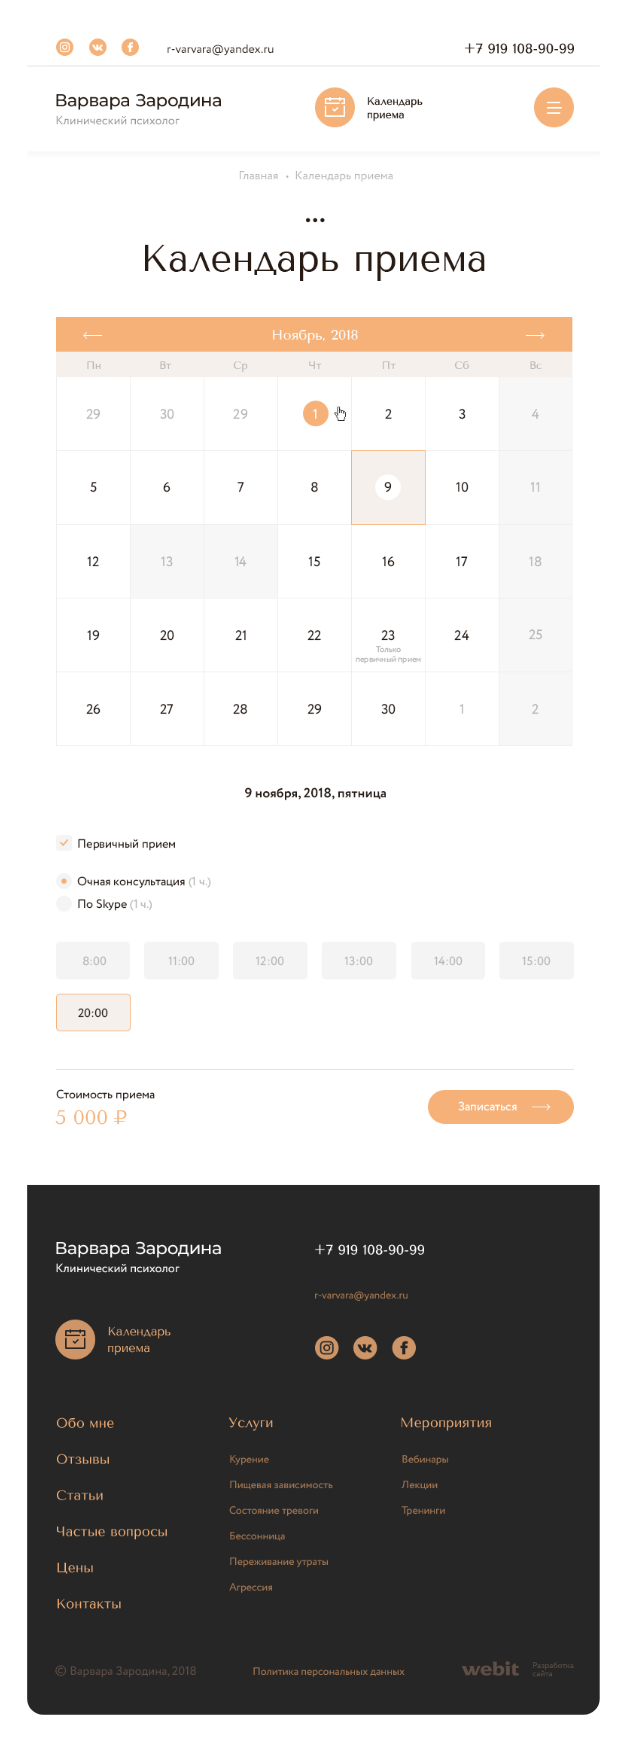 r-varvara@yandex.ru
+7 919 108-90-99
Варвара Зародина
Клинический психолог
Календарь
приема
Главная • Календарь приема
Календарь приема
Ноябрь, 2018
Пн Вт Ср Чт Пт Сб Вс
29 30 29 1 2 3 4
5 6 7 8 9 10 11
12 13 14 15 16 17 18
19 20 21 22 23 24 25
Только
первичный прием
26 27 28 29 30 1 2
9 ноября, 2018, пятница
Первичный прием
Очная консультация (1 ч.)
По Skype (1 ч.)
8:00 11:00 12:00 13:00 14:00 15:00
20:00
Стоимость приема
5 000 ₽
Записаться
Варвара Зародина
Клинический психолог
+7 919 108-90-99
r-varvara@yandex.ru
Календарь
приема
Обо мне
Отзывы
Статьи
Частые вопросы
Цены
Контакты
Услуги
Курение
Пищевая зависимость
Состояние тревоги
Бессонница
Переживание утраты
Агрессия
Мероприятия
Вебинары
Лекции
Тренинги
© Варвара Зародина, 2018
Политика персональных данных
webit
Разработка
сайта